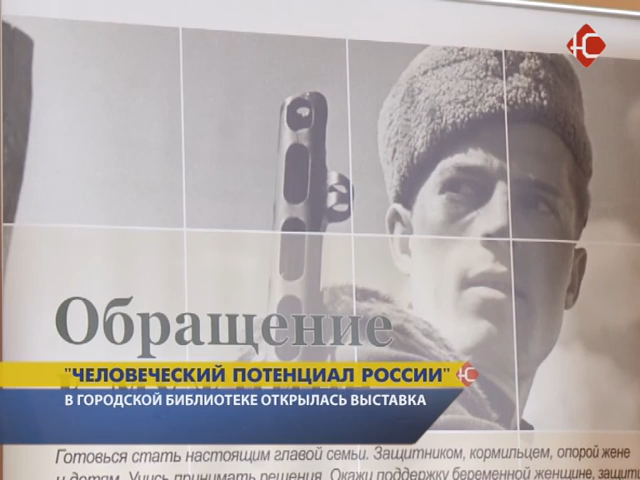 Ю С
Обращение
"ЧЕЛОВЕЧЕСКИЙ ПОТЕНЦИАЛ РОССИИ"
В ГОРОДСКОЙ БИБЛИОТЕКЕ ОТКРЫЛАСЬ ВЫСТАВКА
Готовься стать настоящим главой семьи. Защитником, кормильцем, опорой жене
и детям. Учись принимать решения. Окажи поддержку беременной женщине,